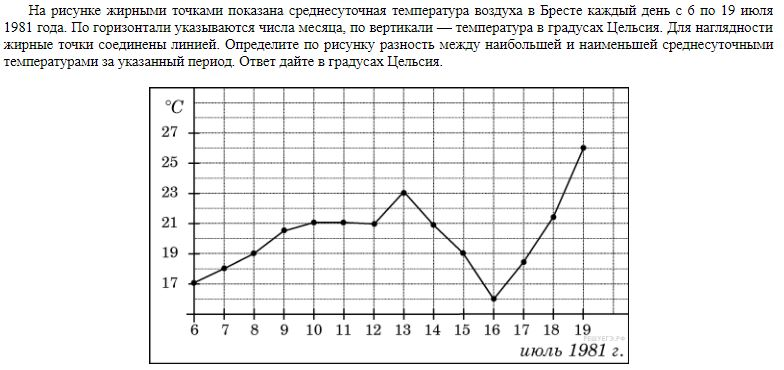 На рисунке жирными точками показана среднесуточная температура воздуха в Бресте каждый день с 6 по 19 июля
1981 года. По горизонтали указываются числа месяца, по вертикали — температура в градусах Цельсия. Для наглядности
жирные точки соединены линией. Определите по рисунку разность между наибольшей и наименьшей среднесуточными
температурами за указанный период. Ответ дайте в градусах Цельсия.
°C
27
25
23
21
19
17
6 7 8 9 10 11 12 13 14 15 16 17 18 19
РЕШУЕГЭ.РФ
июль 1981 г.